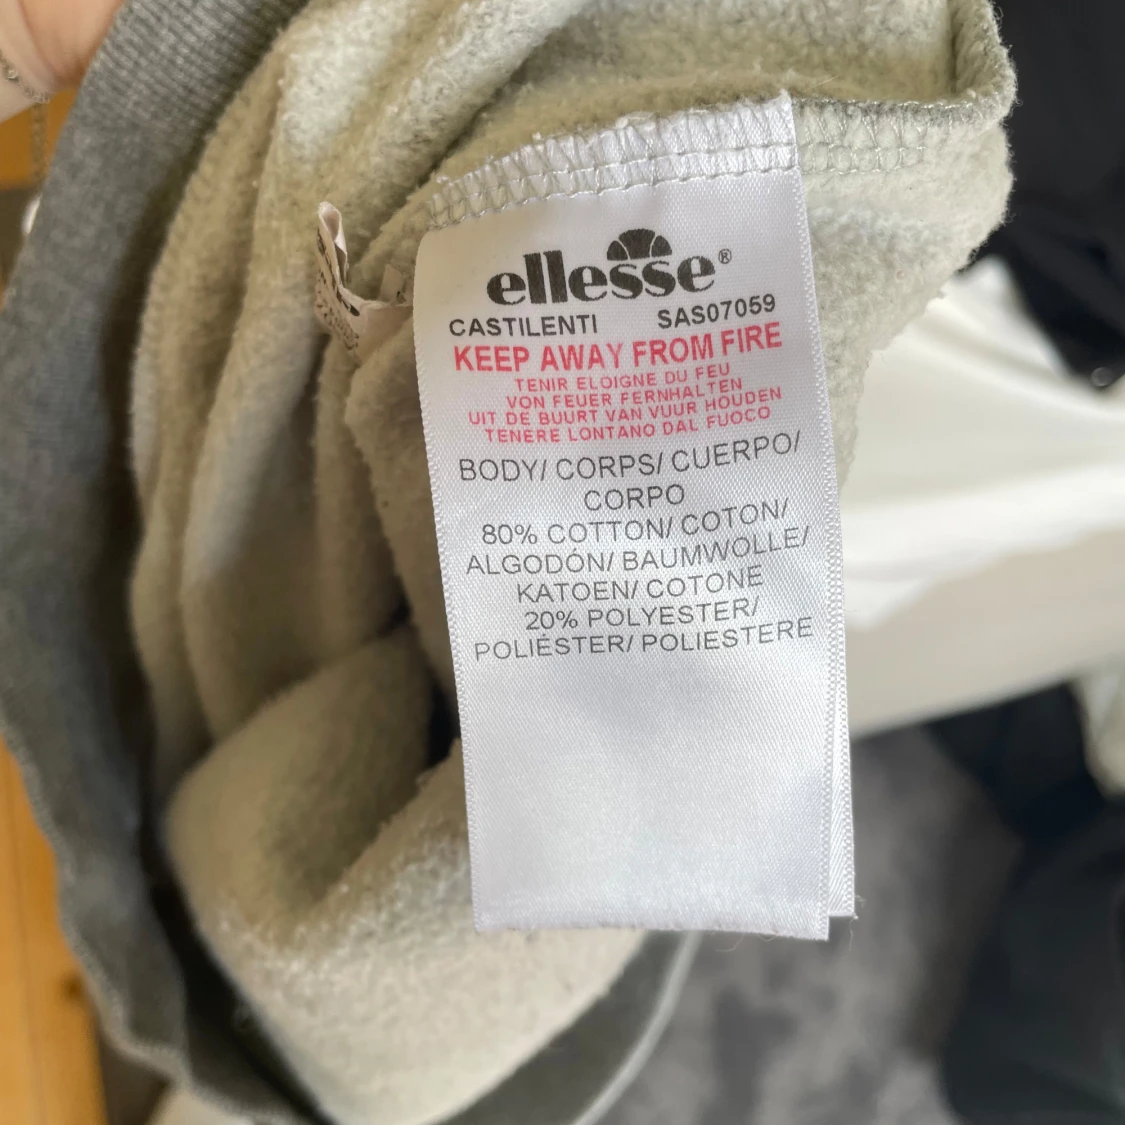 ellesse®
CASTILENTI SAS07059
KEEP AWAY FROM FIRE
TENIR ELOIGNE DU FEU
VON FEUER FERNHALTEN
UIT DE BUURT VAN VUUR HOUDEN
TENERE LONTANO DAL FUOCO
BODY/ CORPS/ CUERPO/
CORPO
80% COTTON/ COTON/
ALGODÓN/ BAUMWOLLE/
KATOEN/ COTONE
20% POLYESTER/
POLIÉSTER/ POLIESTERE